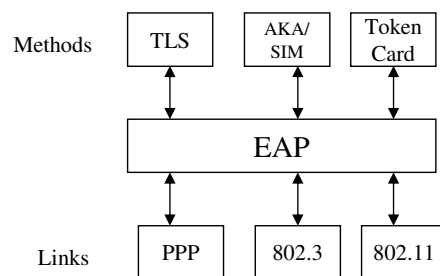 Methods
TLS
AKA/
SIM
Token
Card
EAP
Links
PPP
802.3
802.11